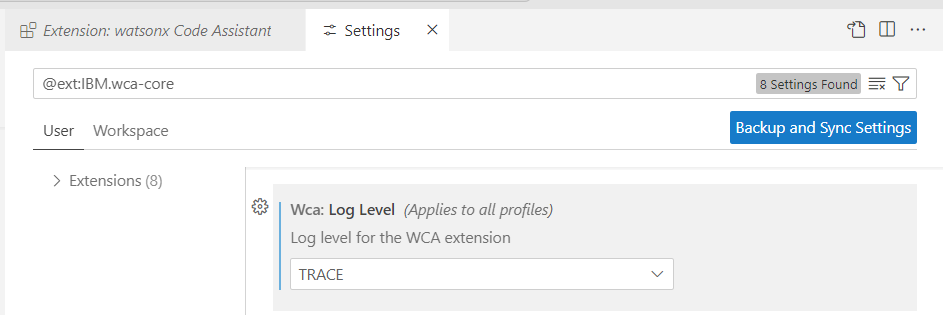 Extension: watsonx Code Assistant
Settings
@ext:IBM.wca-core
8 Settings Found
User
Workspace
Backup and Sync Settings
Extensions (8)
Wca: Log Level (Applies to all profiles)
Log level for the WCA extension
TRACE